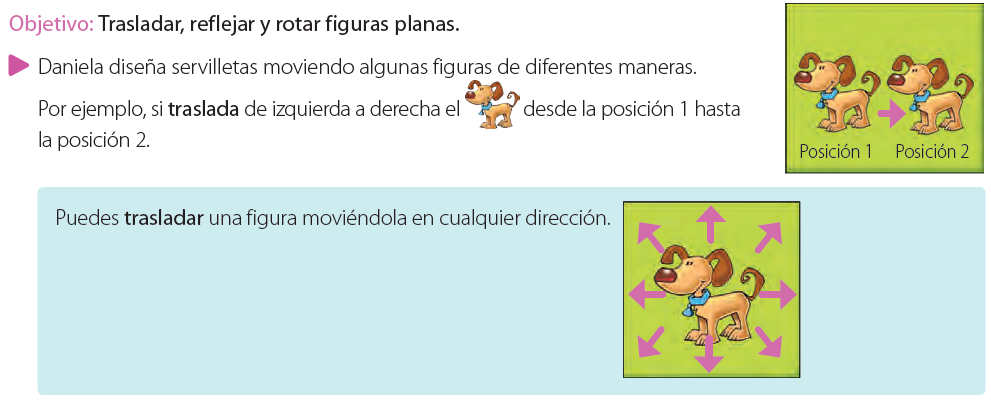 Objetivo: Trasladar, reflejar y rotar figuras planas.
Daniela diseña servilletas moviendo algunas figuras de diferentes maneras.
Por ejemplo, si traslada de izquierda a derecha el desde la posición 1 hasta
la posición 2.
Posición 1 Posición 2
Puedes trasladar una figura moviéndola en cualquier dirección.